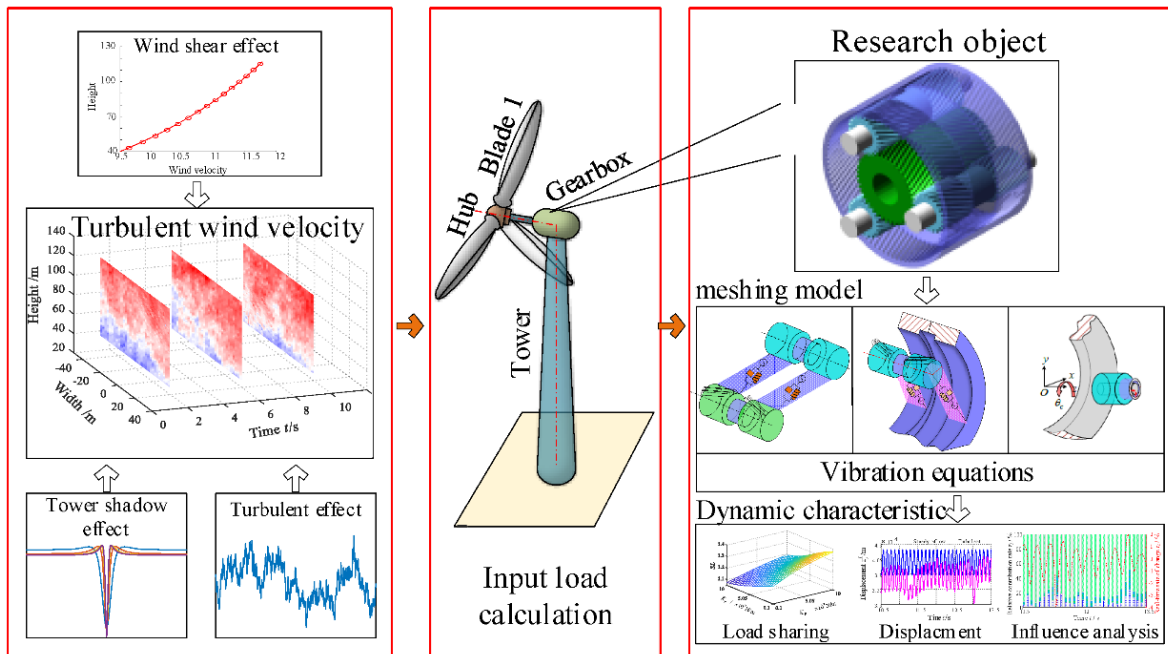 Wind shear effect
130
100
70
40
Height
9.5
10
10.5
11
11.5
12
Wind velocity
Turbulent wind velocity
140
120
100
80
60
40
20
Height /m
-40
-20
0
20
40
Width /m
0
2
4
6
8
10
Time t/s
Tower shadow
effect
Turbulent effect
Blade 1
Hub
Gearbox
Tower
Input load
calculation
Research object
meshing model
y
x
O
Vibration equations
Dynamic characteristic
Load sharing
Time t/s
Displacment
Time t/s
Influence analysis